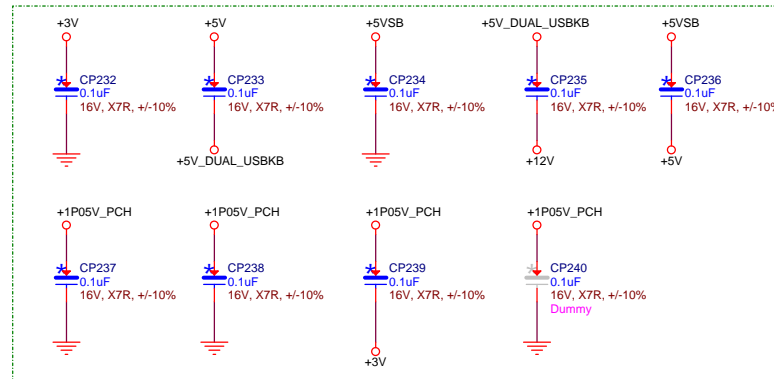 +3V
+5V
+5VSB
+5V_DUAL_USBKB
+5VSB
*
CP232
0.1uF
16V, X7R, +/-10%
*
CP233
0.1uF
16V, X7R, +/-10%
*
CP234
0.1uF
16V, X7R, +/-10%
*
CP235
0.1uF
16V, X7R, +/-10%
*
CP236
0.1uF
16V, X7R, +/-10%
+5V_DUAL_USBKB
+12V
+5V
+1P05V_PCH
+1P05V_PCH
+1P05V_PCH
+1P05V_PCH
*
CP237
0.1uF
16V, X7R, +/-10%
*
CP238
0.1uF
16V, X7R, +/-10%
*
CP239
0.1uF
16V, X7R, +/-10%
*
CP240
0.1uF
16V, X7R, +/-10%
Dummy
+3V